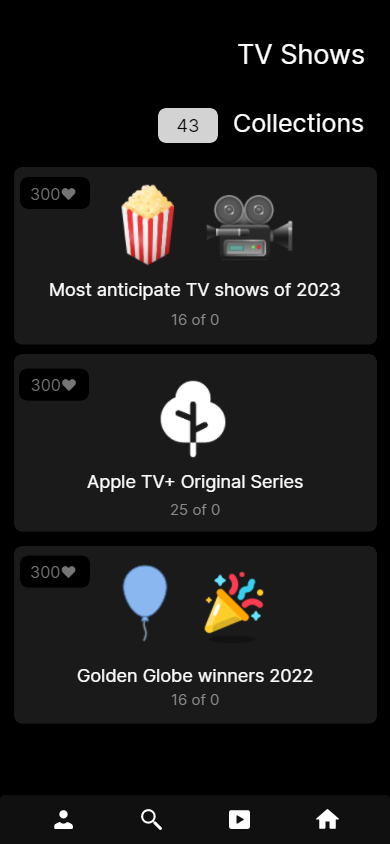 TV Shows
43 Collections
300♥
Most anticipate TV shows of 2023
16 of 0
300♥
Apple TV+ Original Series
25 of 0
300♥
Golden Globe winners 2022
16 of 0